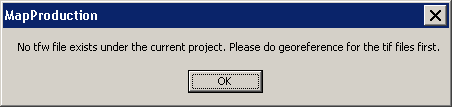 MapProduction
No tfw file exists under the current project. Please do georeference for the tif files first.
OK